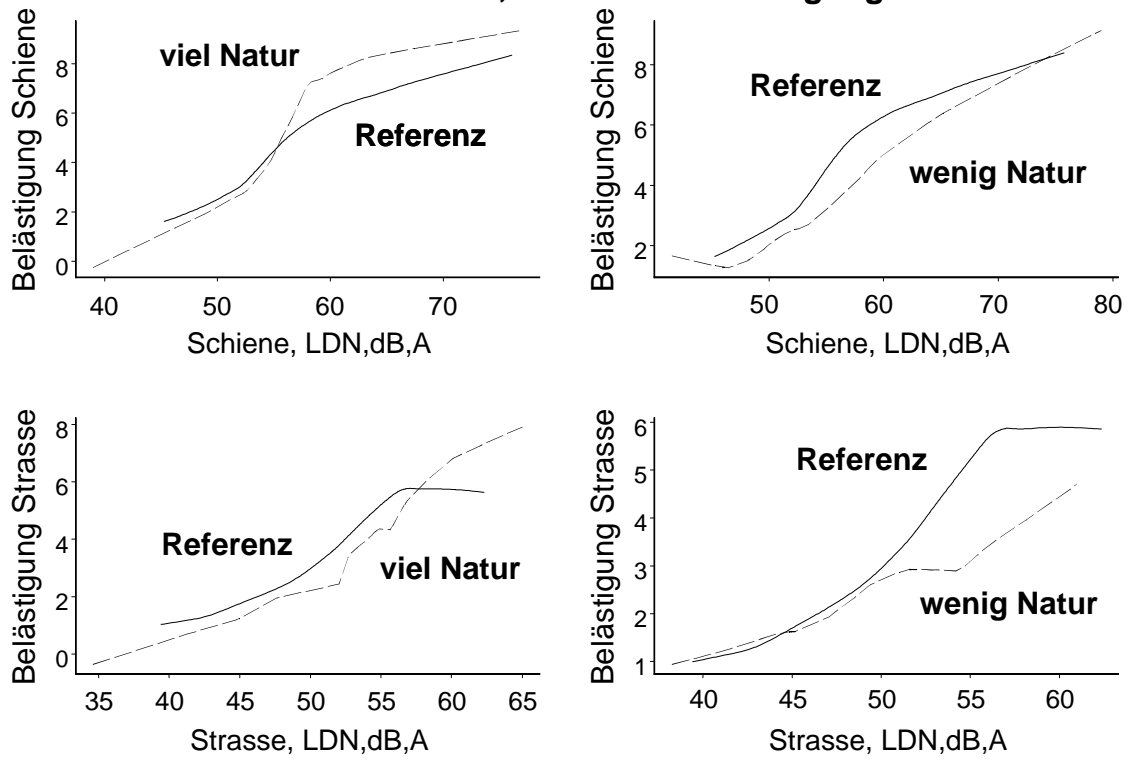 viel Natur
Referenz
Belästigung Schiene
8
6
4
2
0
40 50 60 70
Schiene, LDN,dB,A
Referenz
wenig Natur
Belästigung Schiene
8
6
4
2
50 60 70 80
Schiene, LDN,dB,A
Referenz
viel Natur
Belästigung Strasse
8
6
4
2
0
35 40 45 50 55 60 65
Strasse, LDN,dB,A
Referenz
wenig Natur
Belästigung Strasse
6
5
4
3
2
1
40 45 50 55 60
Strasse, LDN,dB,A